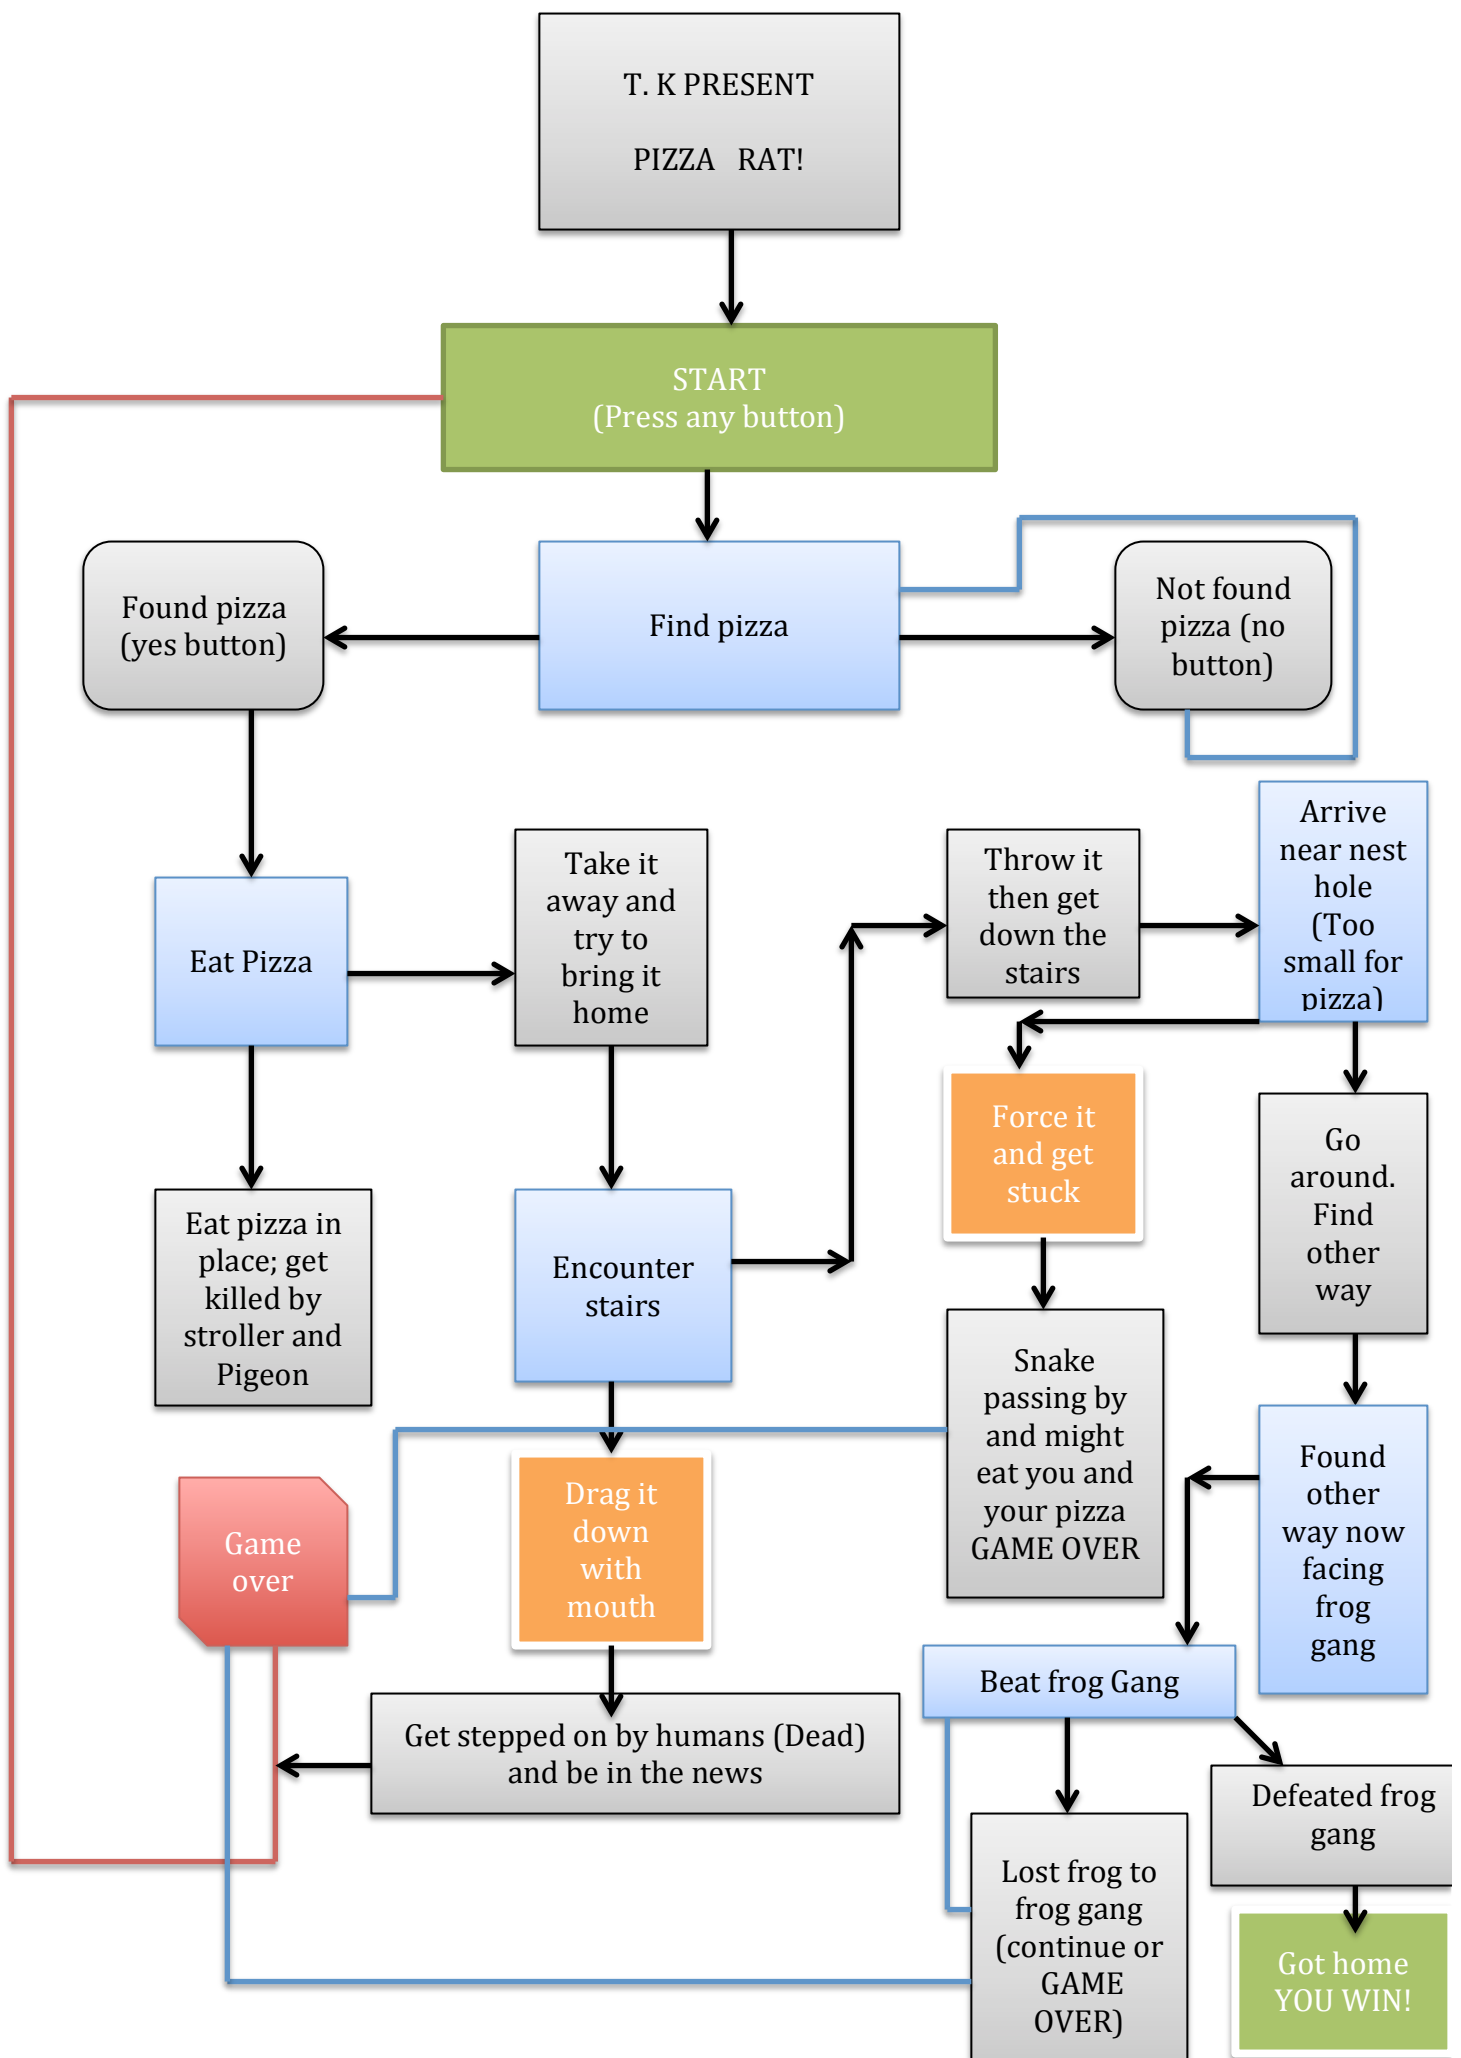 T. K PRESENT
PIZZA RAT!
START
(Press any button)
Found pizza
(yes button)
Find pizza
Not found
pizza (no
button)
Eat Pizza
Take it
away and
try to
bring it
home
Throw it
then get
down the
stairs
Arrive
near nest
hole
(Too
small for
pizza)
Force it
and get
stuck
Go
around.
Find
other
way
Eat pizza in
place; get
killed by
stroller and
Pigeon
Encounter
stairs
Snake
passing by
and might
eat you and
your pizza
GAME OVER
Found
other
way now
facing
frog
gang
Game
over
Drag it
down
with
mouth
Beat frog Gang
Get stepped on by humans (Dead)
and be in the news
Defeated frog
gang
Lost frog to
frog gang
(continue or
GAME
OVER)
Got home
YOU WIN!